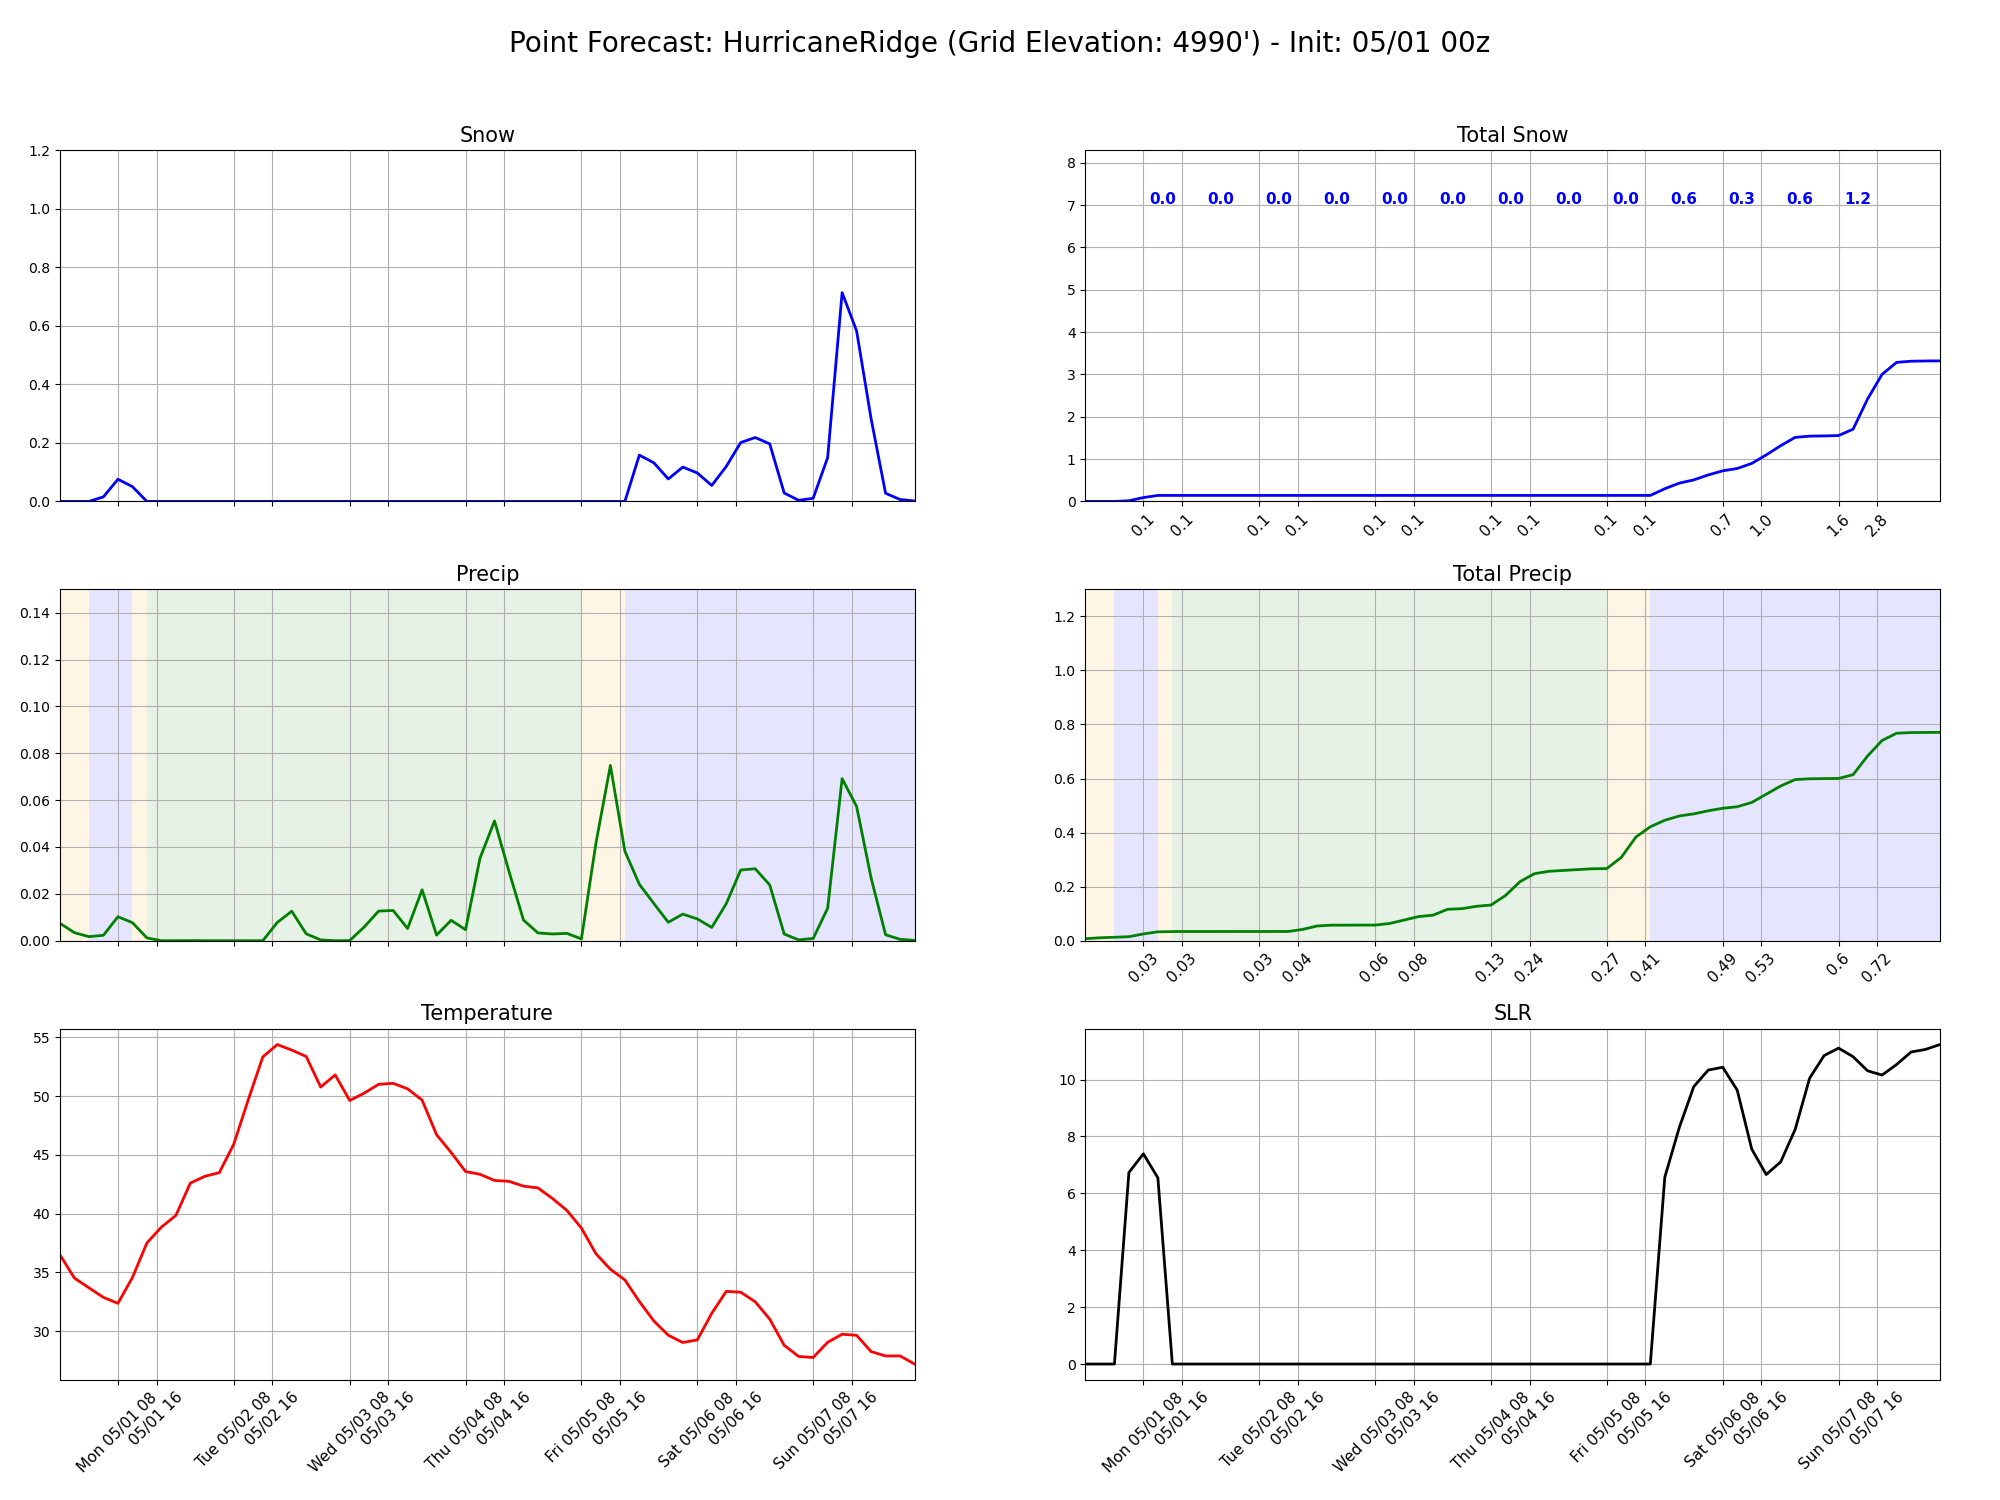 Point Forecast: HurricaneRidge (Grid Elevation: 4990') - Init: 05/01 00z
Snow
1.2
1.0
0.8
0.6
0.4
0.2
0.0
Total Snow
8
7
6
5
4
3
2
1
0
0.0 0.0 0.0 0.0 0.0 0.0 0.0 0.0 0.0 0.6 0.3 0.6 1.2
0.1 0.1 0.1 0.1 0.1 0.1 0.1 0.1 0.1 0.1 0.7 1.0 1.6 2.8
Precip
0.14
0.12
0.10
0.08
0.06
0.04
0.02
0.00
Total Precip
1.2
1.0
0.8
0.6
0.4
0.2
0.0
0.03 0.03 0.03 0.04 0.06 0.08 0.13 0.24 0.27 0.41 0.49 0.53 0.6 0.72
Temperature
55
50
45
40
35
30
Mon 05/01 08
05/01 16
Tue 05/02 08
05/02 16
Wed 05/03 08
05/03 16
Thu 05/04 08
05/04 16
Fri 05/05 08
05/05 16
Sat 05/06 08
05/06 16
Sun 05/07 08
05/07 16
SLR
10
8
6
4
2
0
Mon 05/01 08
05/01 16
Tue 05/02 08
05/02 16
Wed 05/03 08
05/03 16
Thu 05/04 08
05/04 16
Fri 05/05 08
05/05 16
Sat 05/06 08
05/06 16
Sun 05/07 08
05/07 16